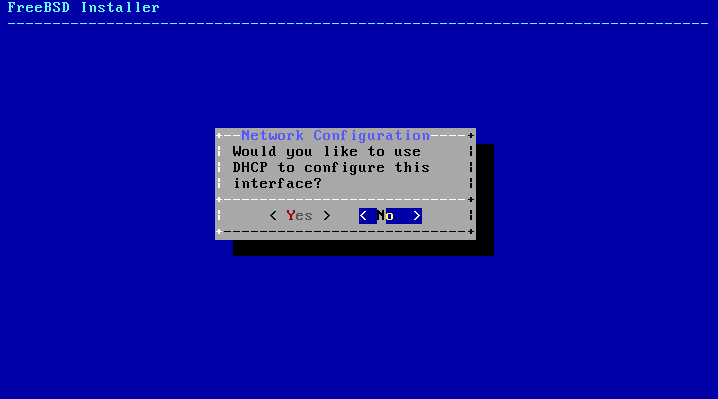 FreeBSD Installer
Network Configuration
Would you like to use
DHCP to configure this
interface?
< Yes > < No >